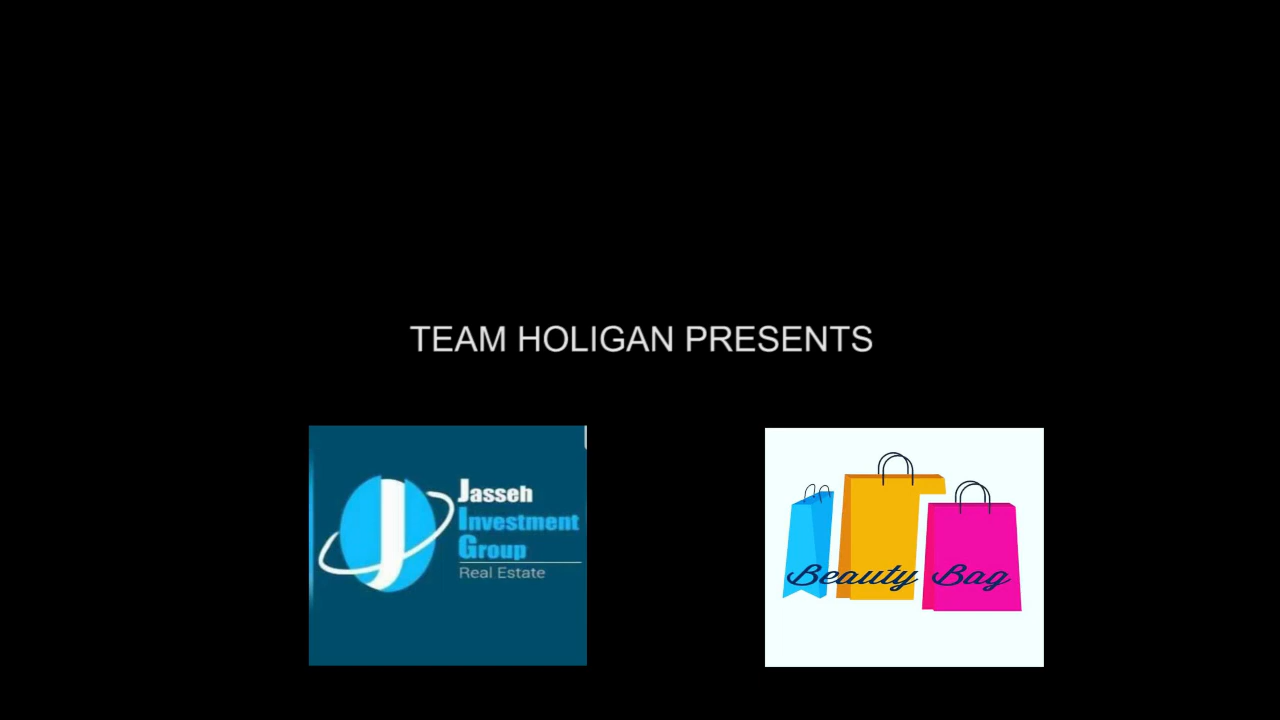 TEAM HOLIGAN PRESENTS
Jasseh
Investment
Group
Real Estate
Beauty Bag